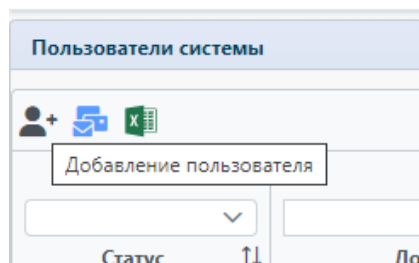 Пользователи системы
Добавление пользователя
Статус